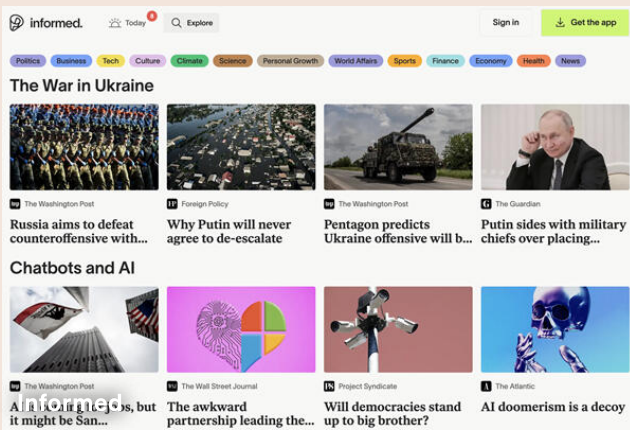 informed.
Today
8
Explore
Sign in
Get the app
Politics
Business
Tech
Culture
Climate
Science
Personal Growth
World Affairs
Sports
Finance
Economy
Health
News
The War in Ukraine
The Washington Post
Russia aims to defeat
counteroffensive with...
FP
Foreign Policy
Why Putin will never
agree to de-escalate
The Washington Post
Pentagon predicts
Ukraine offensive will b...
G
The Guardian
Putin sides with military
chiefs over placing...
Chatbots and AI
The Washington Post
but
it might be San...
Informed
The Wall Street Journal
The awkward
partnership leading the...
PS
Project Syndicate
Will democracies stand
up to big brother?
A
The Atlantic
AI doomerism is a decoy